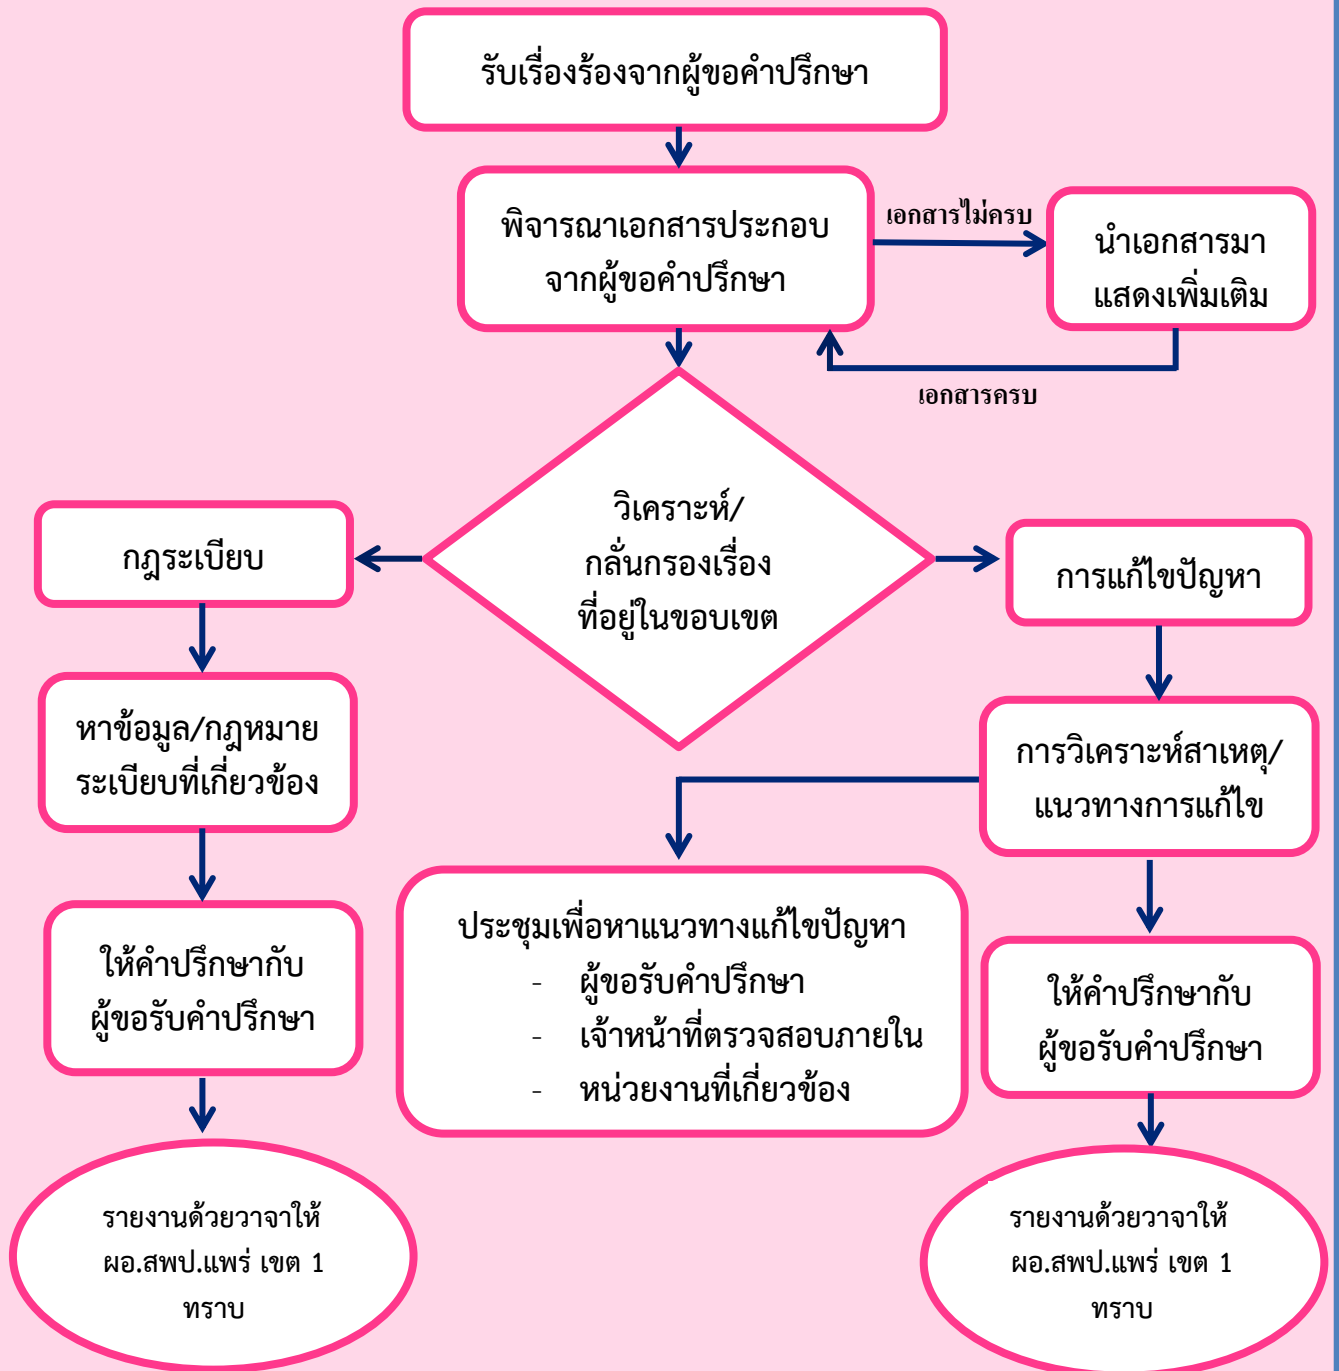 รับเรื่องร้องจากผู้ขอคำปรึกษา
พิจารณาเอกสารประกอบ
จากผู้ขอคำปรึกษา
เอกสารไม่ครบ
นำเอกสารมา
แสดงเพิ่มเติม
เอกสารครบ
วิเคราะห์/
กลั่นกรองเรื่อง
ที่อยู่ในขอบเขต
กฎระเบียบ
การแก้ไขปัญหา
หาข้อมูล/กฎหมาย
ระเบียบที่เกี่ยวข้อง
การวิเคราะห์สาเหตุ/
แนวทางการแก้ไข
ให้คำปรึกษากับ
ผู้ขอรับคำปรึกษา
ประชุมเพื่อหาแนวทางแก้ไขปัญหา
- ผู้ขอรับคำปรึกษา
- เจ้าหน้าที่ตรวจสอบภายใน
- หน่วยงานที่เกี่ยวข้อง
ให้คำปรึกษากับ
ผู้ขอรับคำปรึกษา
รายงานด้วยวาจาให้
ผอ.สพป.แพร่ เขต 1
ทราบ
รายงานด้วยวาจาให้
ผอ.สพป.แพร่ เขต 1
ทราบ